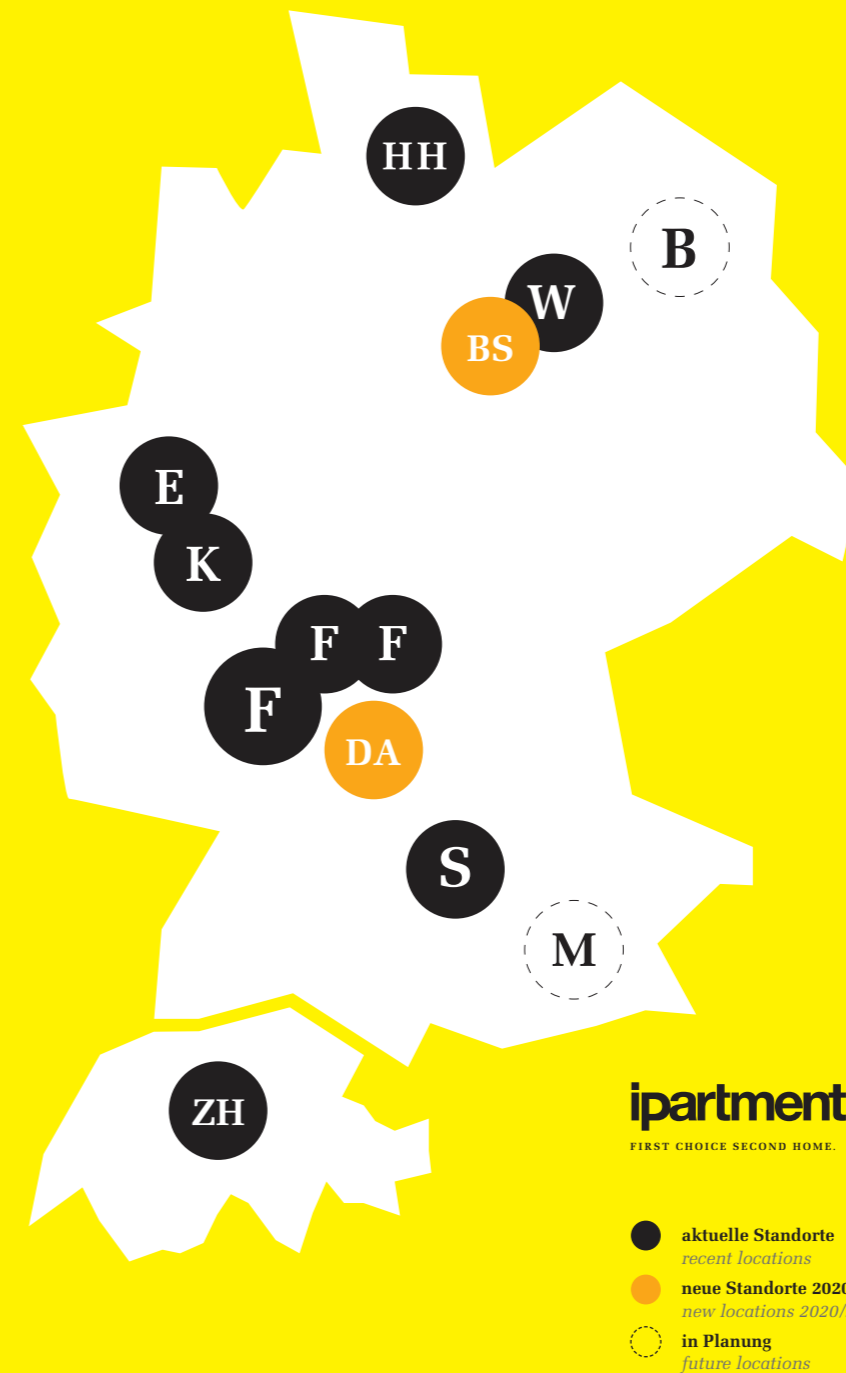 HH
B
W
BS
E
K
F F
F
DA
S
M
ZH
ipartment
FIRST CHOICE SECOND HOME.
aktuelle Standorte
recent locations
neue Standorte 2020
new locations 2020/
in Planung
future locations